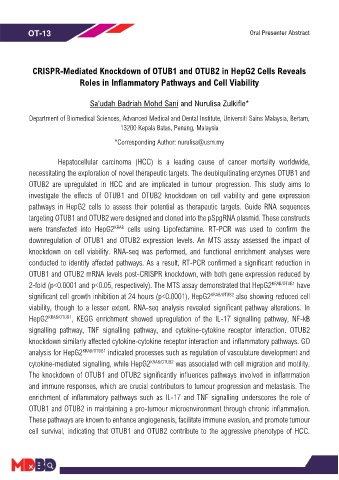 OT-13
Oral Presenter Abstract
CRISPR-Mediated Knockdown of OTUB1 and OTUB2 in HepG2 Cells Reveals
Roles in Inflammatory Pathways and Cell Viability
Sa'udah Badriah Mohd Sani and Nurulisa Zulkifle*
Department of Biomedical Sciences, Advanced Medical and Dental Institute, Universiti Sains Malaysia, Bertam,
13200 Kepala Batas, Penang, Malaysia
*Corresponding Author: nurulisa@usm.my
Hepatocellular carcinoma (HCC) is a leading cause of cancer mortality worldwide,
necessitating the exploration of novel therapeutic targets. The deubiquitinating enzymes OTUB1 and
OTUB2 are upregulated in HCC and are implicated in tumour progression. This study aims to
investigate the effects of OTUB1 and OTUB2 knockdown on cell viability and gene expression
pathways in HepG2 cells to assess their potential as therapeutic targets. Guide RNA sequences
targeting OTUB1 and OTUB2 were designed and cloned into the pSpgRNA plasmid. These constructs
were transfected into HepG2ᴷᴿᴬᴮ cells using Lipofectamine. RT-PCR was used to confirm the
downregulation of OTUB1 and OTUB2 expression levels. An MTS assay assessed the impact of
knockdown on cell viability. RNA-seq was performed, and functional enrichment analyses were
conducted to identify affected pathways. As a result, RT-PCR confirmed a significant reduction in
OTUB1 and OTUB2 mRNA levels post-CRISPR knockdown, with both gene expression reduced by
2-fold (p<0.0001 and p<0.05, respectively). The MTS assay demonstrated that HepG2ᴷᴿᴬᴮ/ᴼᵀᵁᴮ¹ have
significant cell growth inhibition at 24 hours (p<0.0001), HepG2ᴷᴿᴬᴮ/ᴼᵀᵁᴮ² also showing reduced cell
viability, though to a lesser extent. RNA-seq analysis revealed significant pathway alterations. In
HepG2ᴷᴿᴬᴮ/ᴼᵀᵁᴮ¹, KEGG enrichment showed upregulation of the IL-17 signalling pathway, NF-kB
signalling pathway, TNF signalling pathway, and cytokine-cytokine receptor interaction. OTUB2
knockdown similarly affected cytokine-cytokine receptor interaction and inflammatory pathways. GO
analysis for HepG2ᴷᴿᴬᴮ/ᴼᵀᵁᴮ¹ indicated processes such as regulation of vasculature development and
cytokine-mediated signalling, while HepG2ᴷᴿᴬᴮ/ᴼᵀᵁᴮ² was associated with cell migration and motility.
The knockdown of OTUB1 and OTUB2 significantly influences pathways involved in inflammation
and immune responses, which are crucial contributors to tumour progression and metastasis. The
enrichment of inflammatory pathways such as IL-17 and TNF signalling underscores the role of
OTUB1 and OTUB2 in maintaining a pro-tumour microenvironment through chronic inflammation.
These pathways are known to enhance angiogenesis, facilitate immune evasion, and promote tumour
cell survival, indicating that OTUB1 and OTUB2 contribute to the aggressive phenotype of HCC.